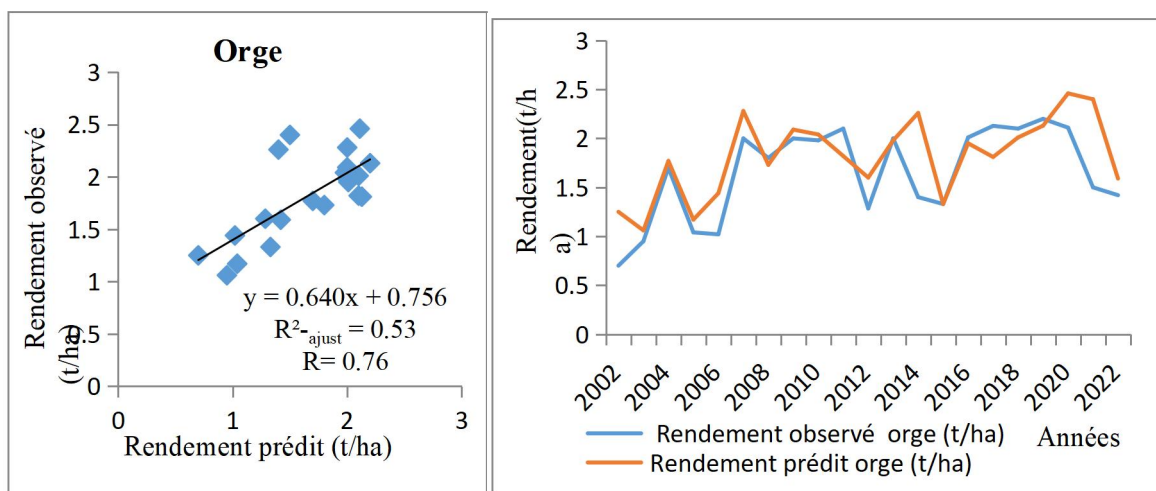 Orge
3
2.5
2
1.5
1
0.5
0
0
1
2
3
Rendement observé
(t/ha)
y = 0.640x + 0.756
R²-ajust = 0.53
R= 0.76
Rendement prédit (t/ha)
3
2.5
2
1.5
1
0.5
0
Rendement(t/h
a)
2002
2004
2006
2008
2010
2012
2014
2016
2018
2020
2022
Rendement observé orge (t/ha)
Années
Rendement prédit orge (t/ha)